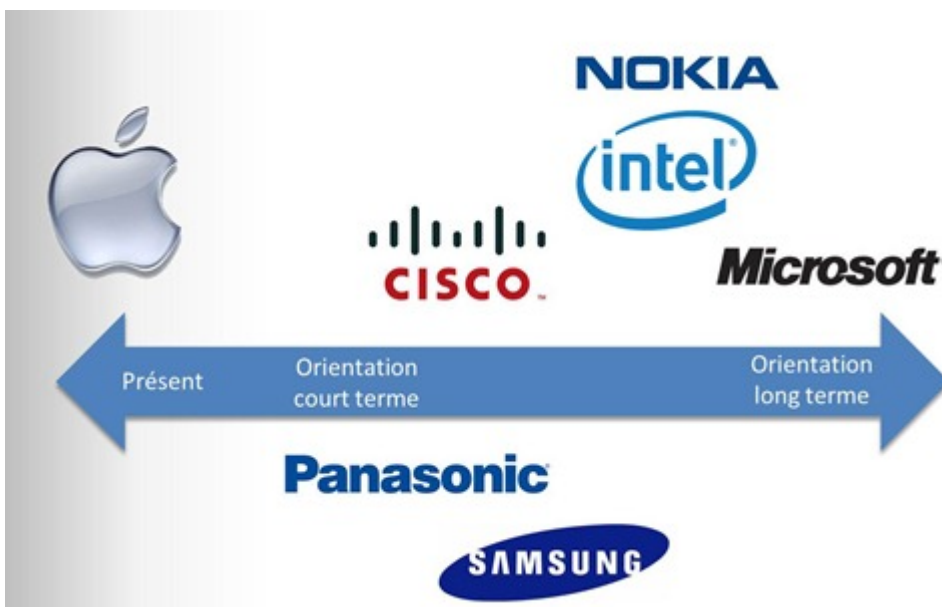 NOKIA
intel
CISCO
Microsoft
Présent
Orientation
court terme
Orientation
long terme
Panasonic
SAMSUNG